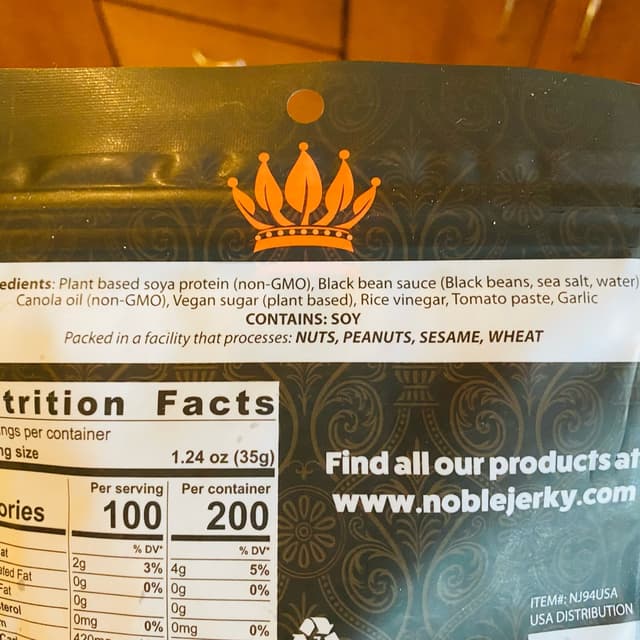 edients: Plant based soya protein (non-GMO), Black bean sauce (Black beans, sea salt, water)
Canola oil (non-GMO), Vegan sugar (plant based), Rice vinegar, Tomato paste, Garlic
CONTAINS: SOY
Packed in a facility that processes: NUTS, PEANUTS, SESAME, WHEAT
trition Facts
ngs per container
ng size 1.24 oz (35g)
Per serving Per container
ories 100 200
% DV* % DV*
at 2g 3% 4g 5%
ated Fat 0g 0% 0g 0%
Fat 0g 0g
terol 0mg 0% 0mg 0%
Find all our products at
www.noblejerky.com
ITEM#: NJ94USA
USA DISTRIBUTION